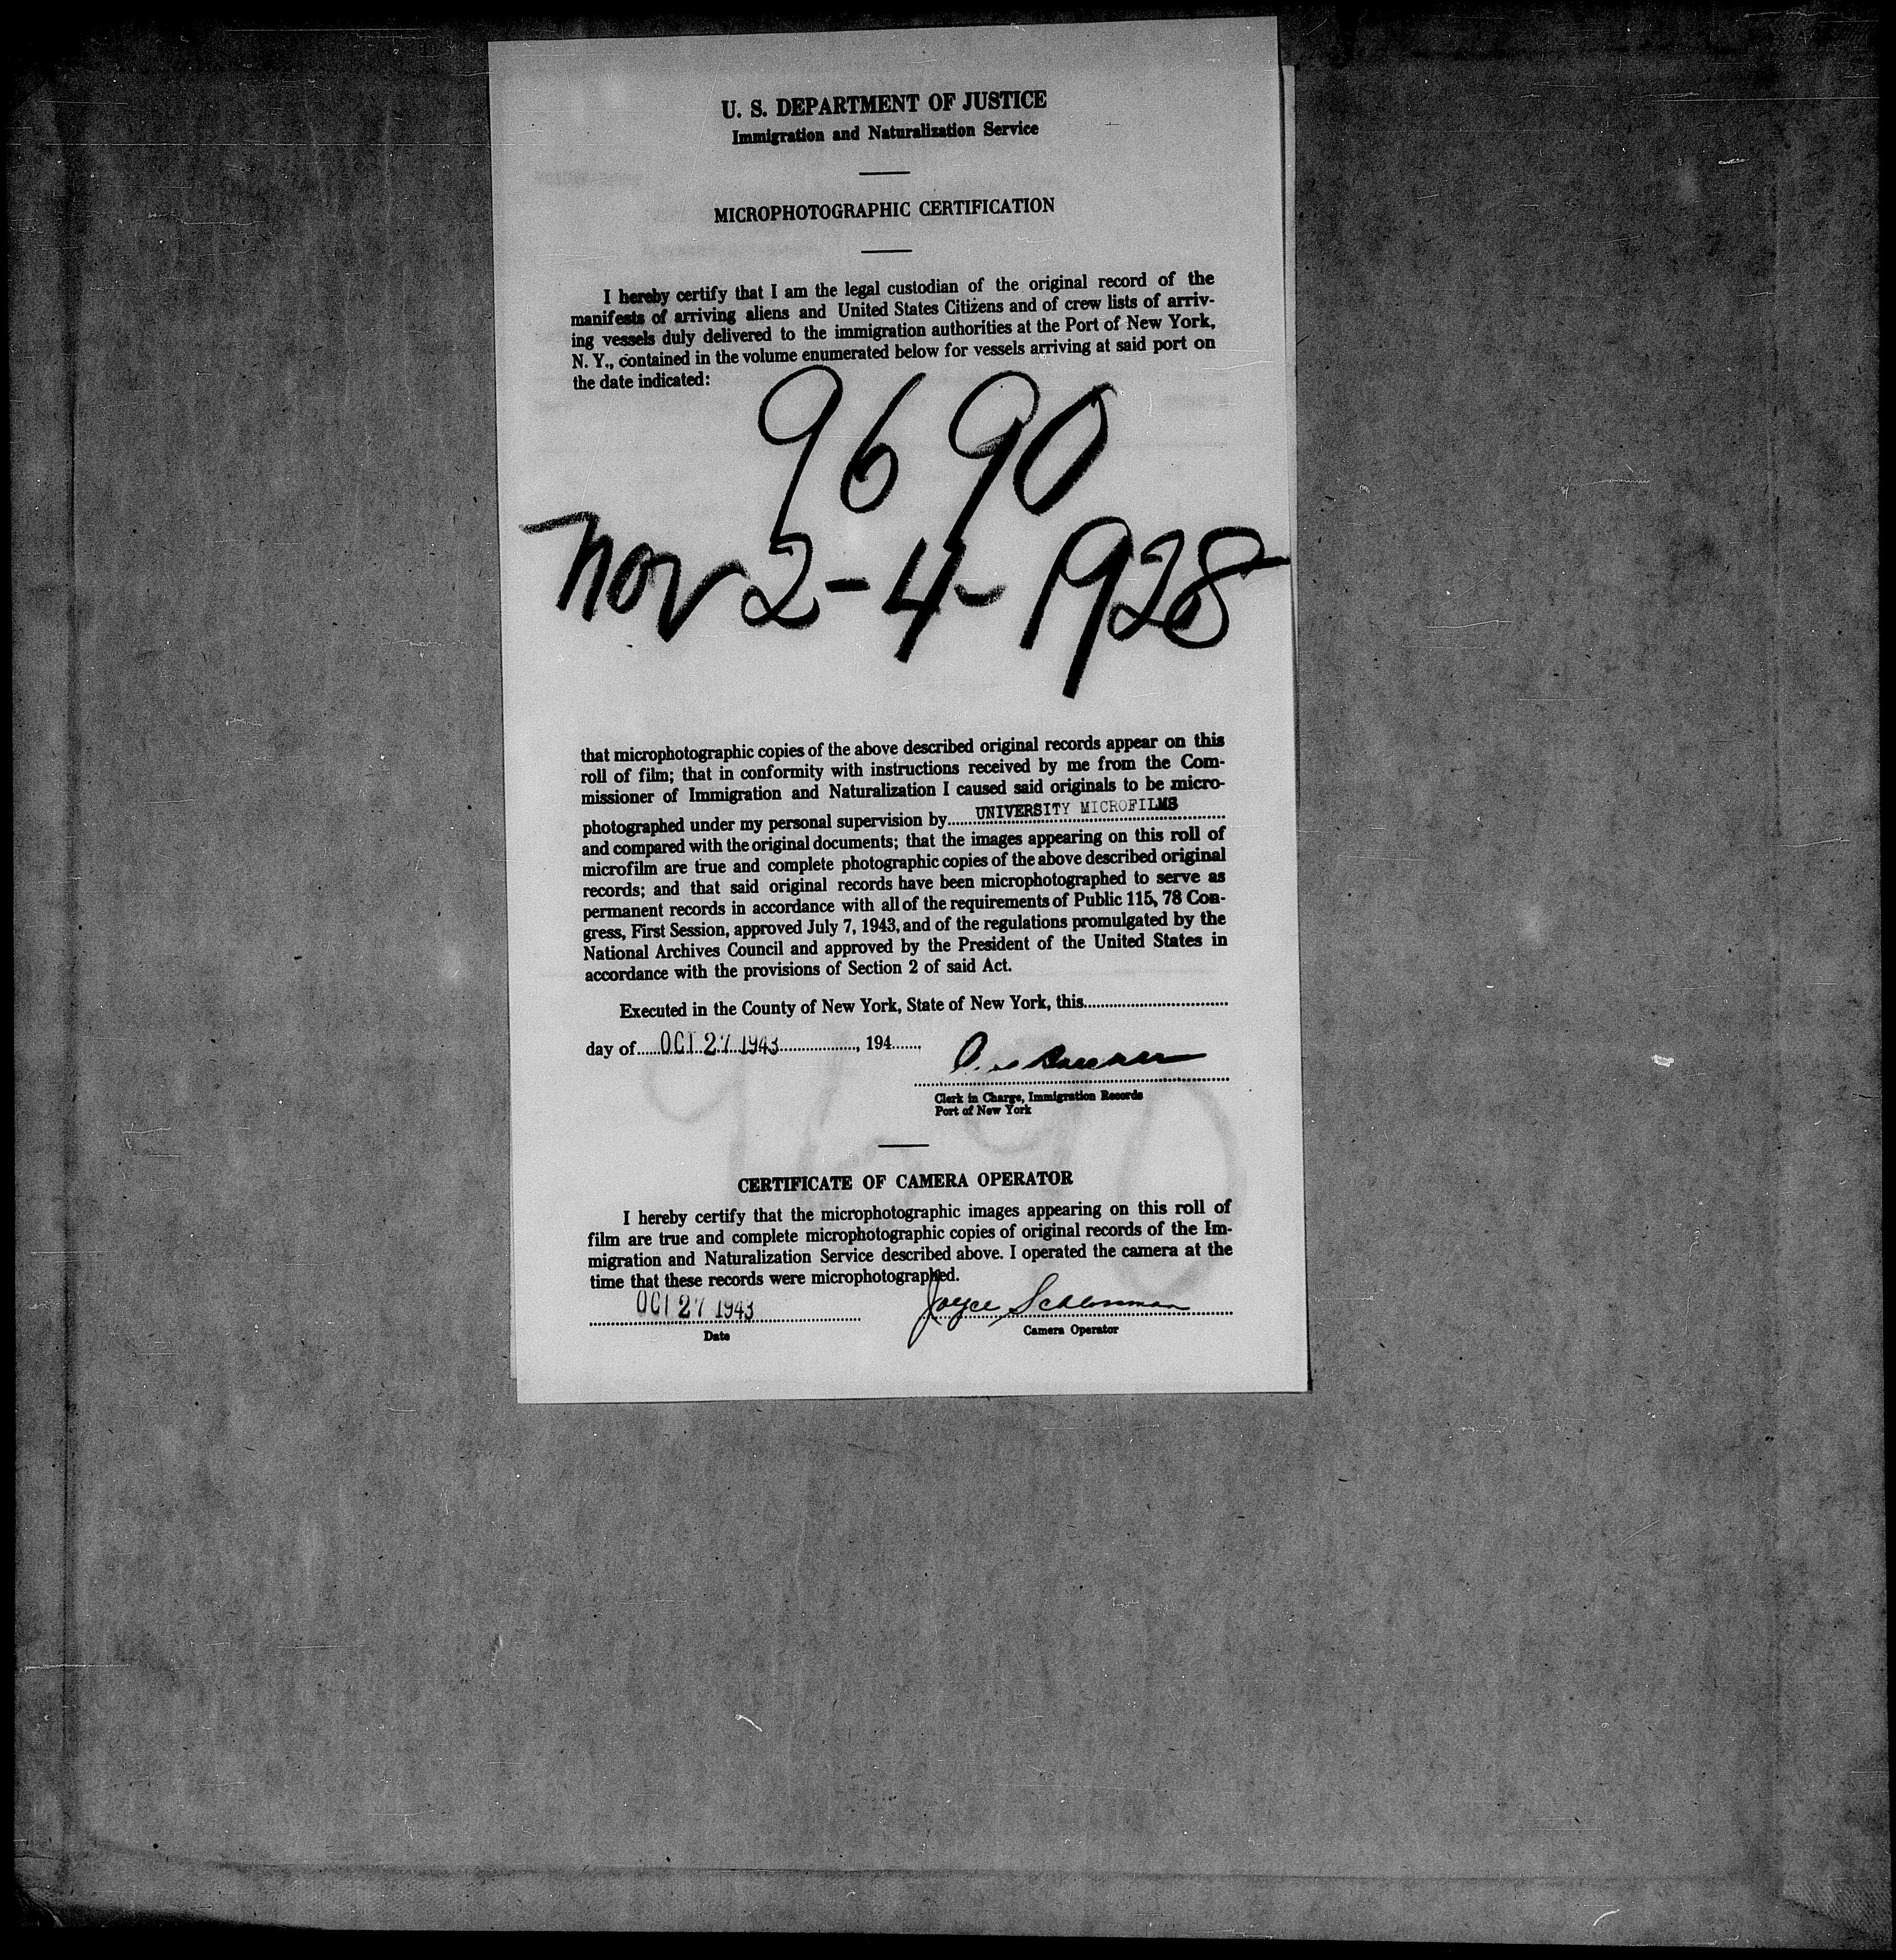 U. S. DEPARTMENT OF JUSTICE
Immigration and Naturalization Service
MICROPHOTOGRAPHIC CERTIFICATION
I hereby certify that I am the legal custodian of the original record of the
manifests of arriving aliens and United States Citizens and of crew lists of arriv-
ing vessels duly delivered to the immigration authorities at the Port of New York,
N. Y., contained in the volume enumerated below for vessels arriving at said port on
the date indicated:
9690
Nov 2-4-1928
that microphotographic copies of the above described original records appear on this
roll of film; that in conformity with instructions received by me from the Com-
missioner of Immigration and Naturalization I caused said originals to be micro-
photographed under my personal supervision by UNIVERSITY MICROFILMS
and compared with the original documents; that the images appearing on this roll of
microfilm are true and complete photographic copies of the above described original
records; and that said original records have been microphotographed to serve as
permanent records in accordance with all of the requirements of Public 115, 78 Con-
gress, First Session, approved July 7, 1943, and of the regulations promulgated by the
National Archives Council and approved by the President of the United States in
accordance with the provisions of Section 2 of said Act.
Executed in the County of New York, State of New York, this
day of OCT 27 1943, 194
Clerk in Charge, Immigration Records
Port of New York
CERTIFICATE OF CAMERA OPERATOR
I hereby certify that the microphotographic images appearing on this roll of
film are true and complete microphotographic copies of original records of the Im-
migration and Naturalization Service described above. I operated the camera at the
time that these records were microphotographed.
OCT 27 1943 Joyce Schlossman
Date Camera Operator